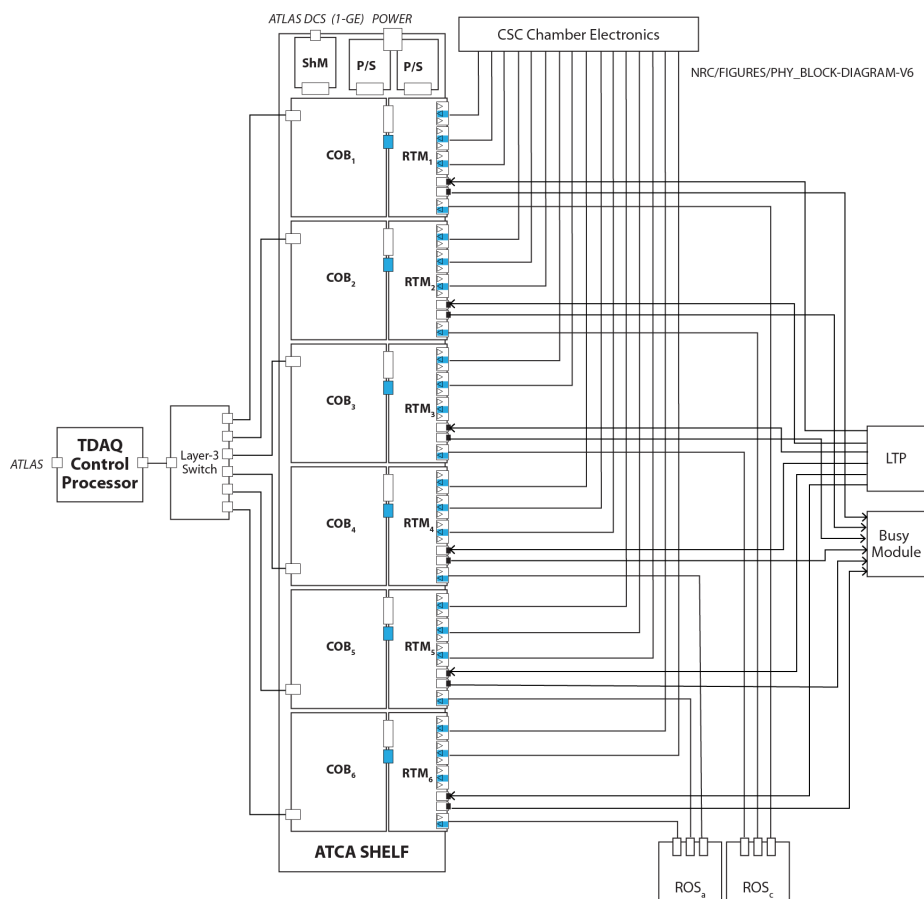 ATLAS DCS (1-GE) POWER
CSC Chamber Electronics
NRC/FIGURES/PHY_BLOCK-DIAGRAM-V6
ShM
P/S
P/S
COB1
RTM1
COB2
RTM2
COB3
RTM3
COB4
RTM4
COB5
RTM5
COB6
RTM6
ATCA SHELF
ATLAS
TDAQ
Control
Processor
Layer-3
Switch
LTP
Busy
Module
ROSa
ROSc